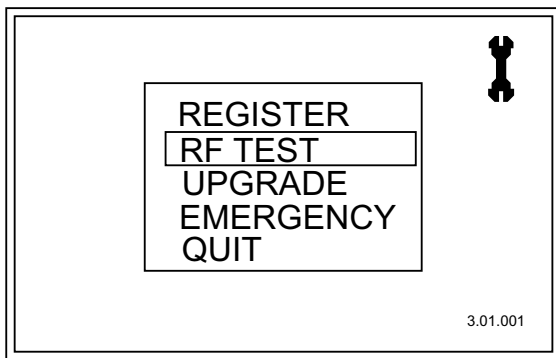 REGISTER
RF TEST
UPGRADE
EMERGENCY
QUIT
3.01.001